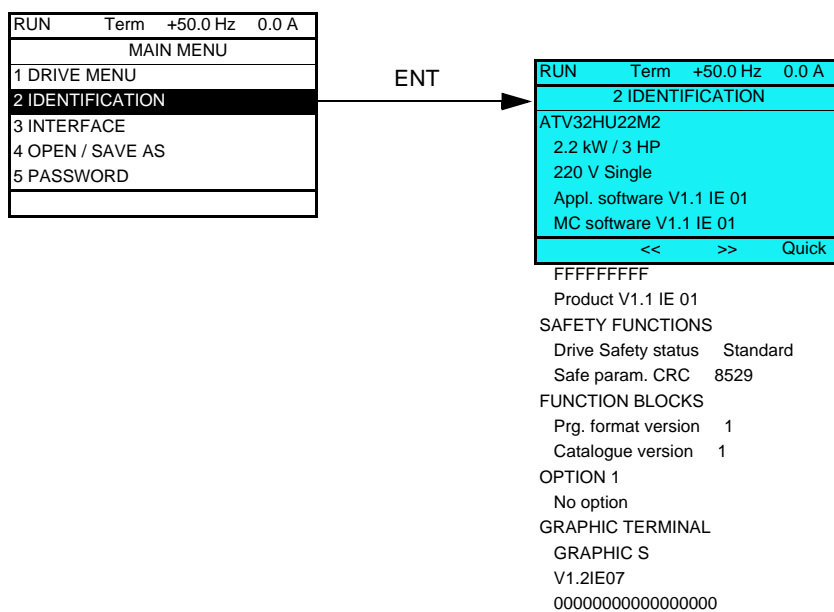 RUN Term +50.0 Hz 0.0 A
MAIN MENU
1 DRIVE MENU
2 IDENTIFICATION
3 INTERFACE
4 OPEN / SAVE AS
5 PASSWORD
ENT
RUN Term +50.0 Hz 0.0 A
2 IDENTIFICATION
ATV32HU22M2
2.2 kW / 3 HP
220 V Single
Appl. software V1.1 IE 01
MC software V1.1 IE 01
<< >> Quick
FFFFFFFFF
Product V1.1 IE 01
SAFETY FUNCTIONS
Drive Safety status Standard
Safe param. CRC 8529
FUNCTION BLOCKS
Prg. format version 1
Catalogue version 1
OPTION 1
No option
GRAPHIC TERMINAL
GRAPHIC S
V1.2IE07
00000000000000000